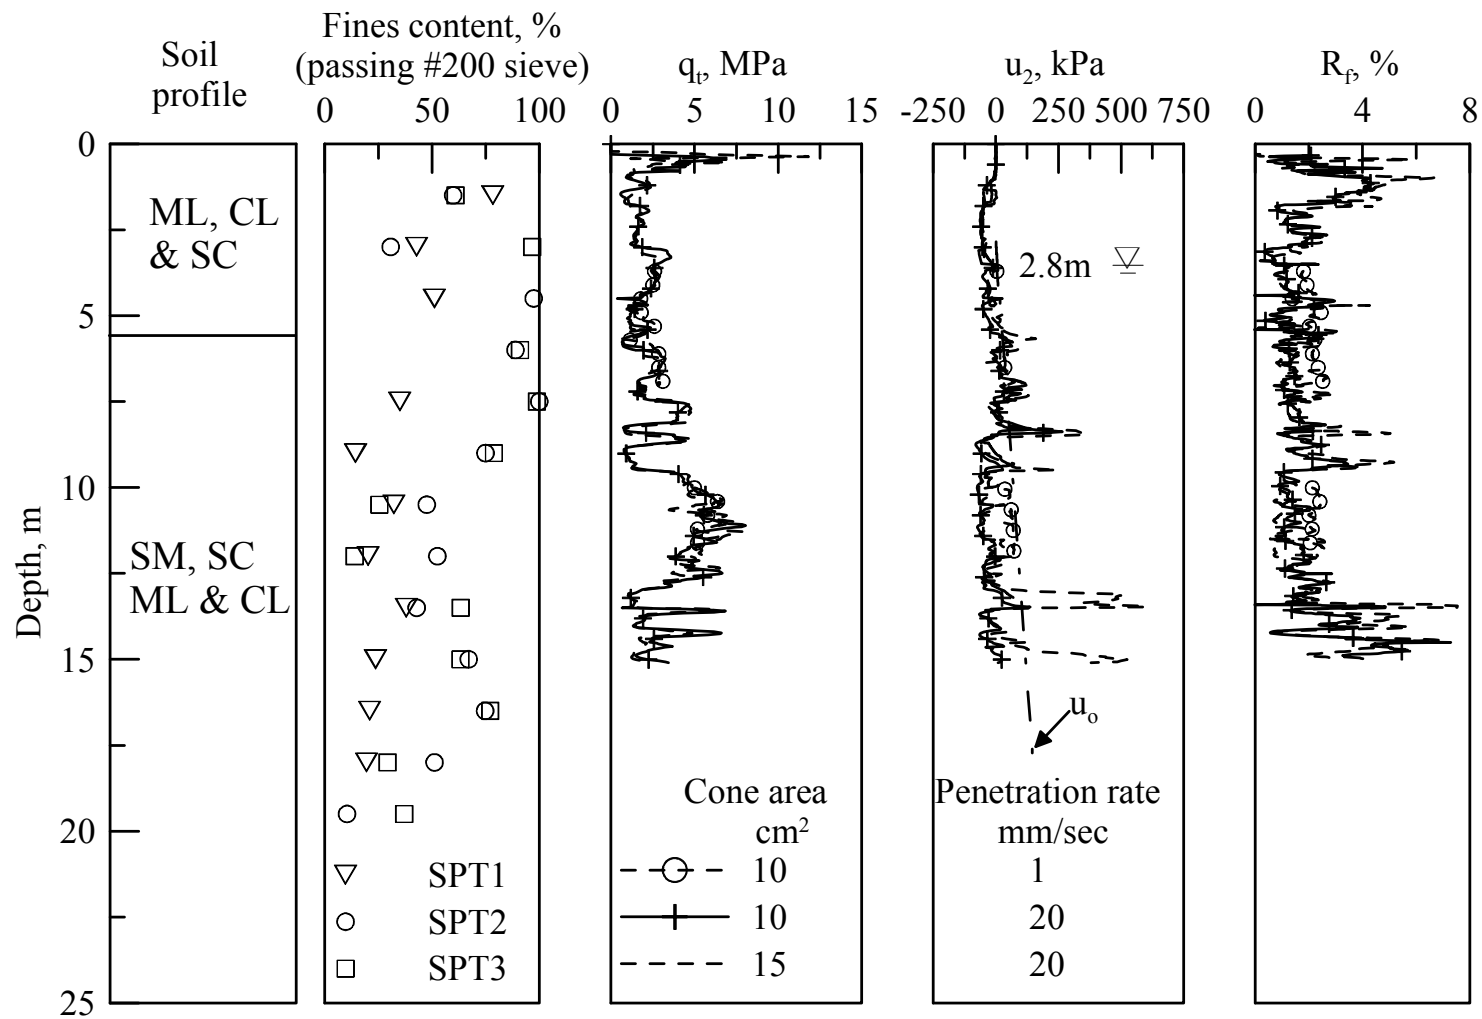 Soil
profile
Fines content, %
(passing #200 sieve)
0 50 100
qt, MPa
0 5 10 15
u2, kPa
-250 0 250 500 750
Rf, %
0 4 8
Depth, m
0
5
10
15
20
25
ML, CL
& SC
SM, SC
ML & CL
2.8m
uo
SPT1
SPT2
SPT3
Cone area
cm²
10
10
15
Penetration rate
mm/sec
1
20
20